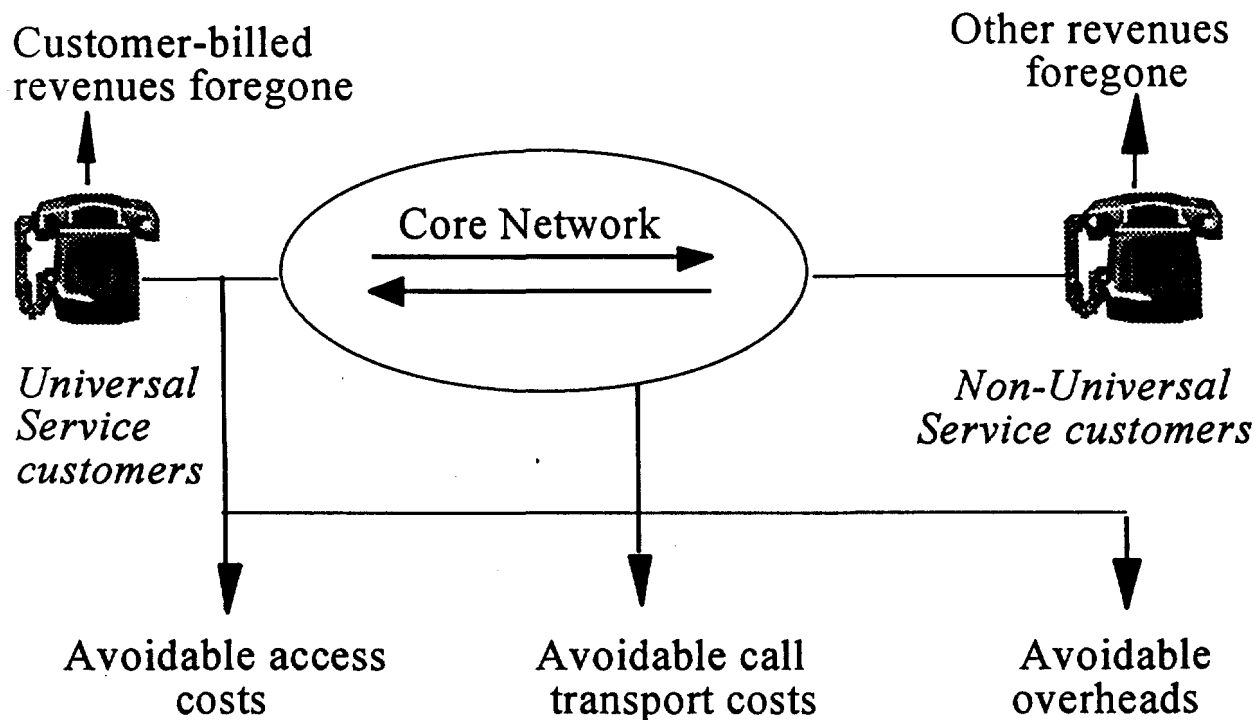 Customer-billed
revenues foregone
Other revenues
foregone
Core Network
Universal
Service
customers
Non-Universal
Service customers
Avoidable access
costs
Avoidable call
transport costs
Avoidable
overheads